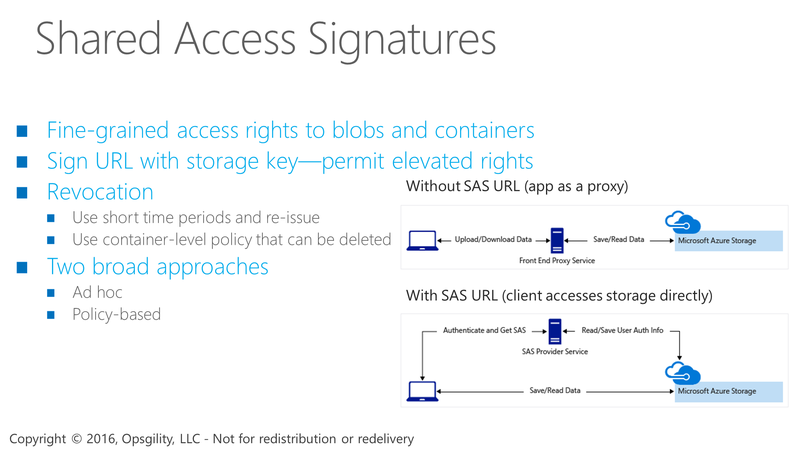 Shared Access Signatures
Fine-grained access rights to blobs and containers
Sign URL with storage key—permit elevated rights
Revocation
Use short time periods and re-issue
Use container-level policy that can be deleted
Two broad approaches
Ad hoc
Policy-based
Without SAS URL (app as a proxy)
Upload/Download Data
Save/Read Data
Microsoft Azure Storage
Front End Proxy Service
With SAS URL (client accesses storage directly)
Authenticate and Get SAS
Read/Save User Auth Info
SAS Provider Service
Save/Read Data
Microsoft Azure Storage
Copyright © 2016, Opsgility, LLC - Not for redistribution or redelivery